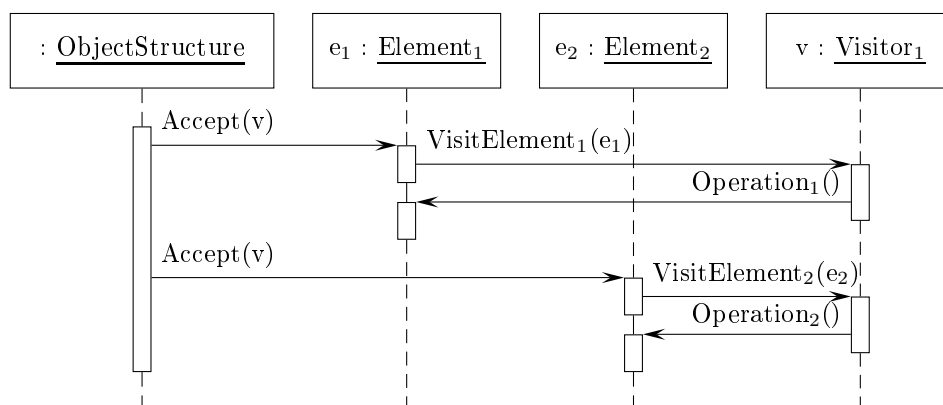 : ObjectStructure
e₁ : Element₁
e₂ : Element₂
v : Visitor₁
Accept(v)
VisitElement₁(e₁)
Operation₁()
Accept(v)
VisitElement₂(e₂)
Operation₂()